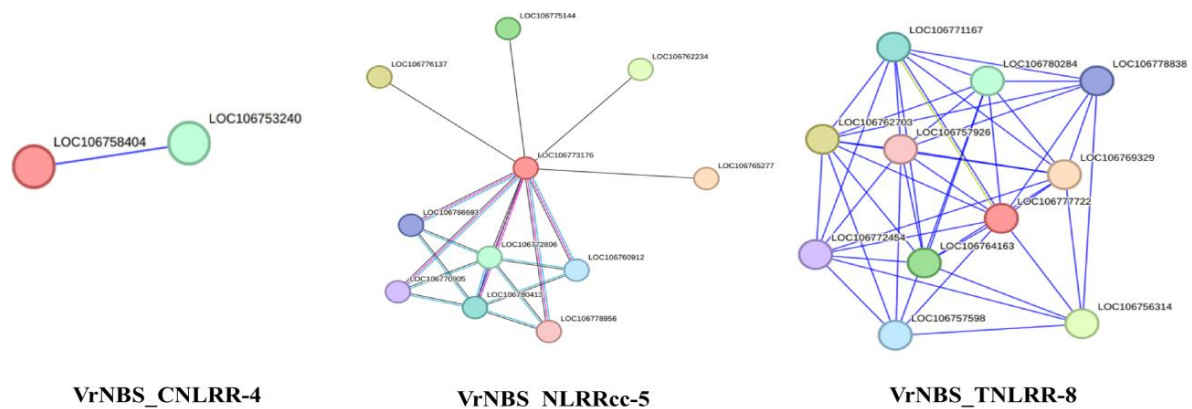 LOC106758404
LOC106753240
VrNBS_CNLRR-4
LOC106775144
LOC106776137
LOC106762234
LOC106773176
LOC106765277
LOC106766693
LOC106772806
LOC106760912
LOC106770905
LOC106780413
LOC106778956
VrNBS_NLRRcc-5
LOC106771167
LOC106780284
LOC106778838
LOC106762703
LOC106757926
LOC106769329
LOC106777722
LOC106772454
LOC106764163
LOC106757598
LOC106756314
VrNBS_TNLRR-8